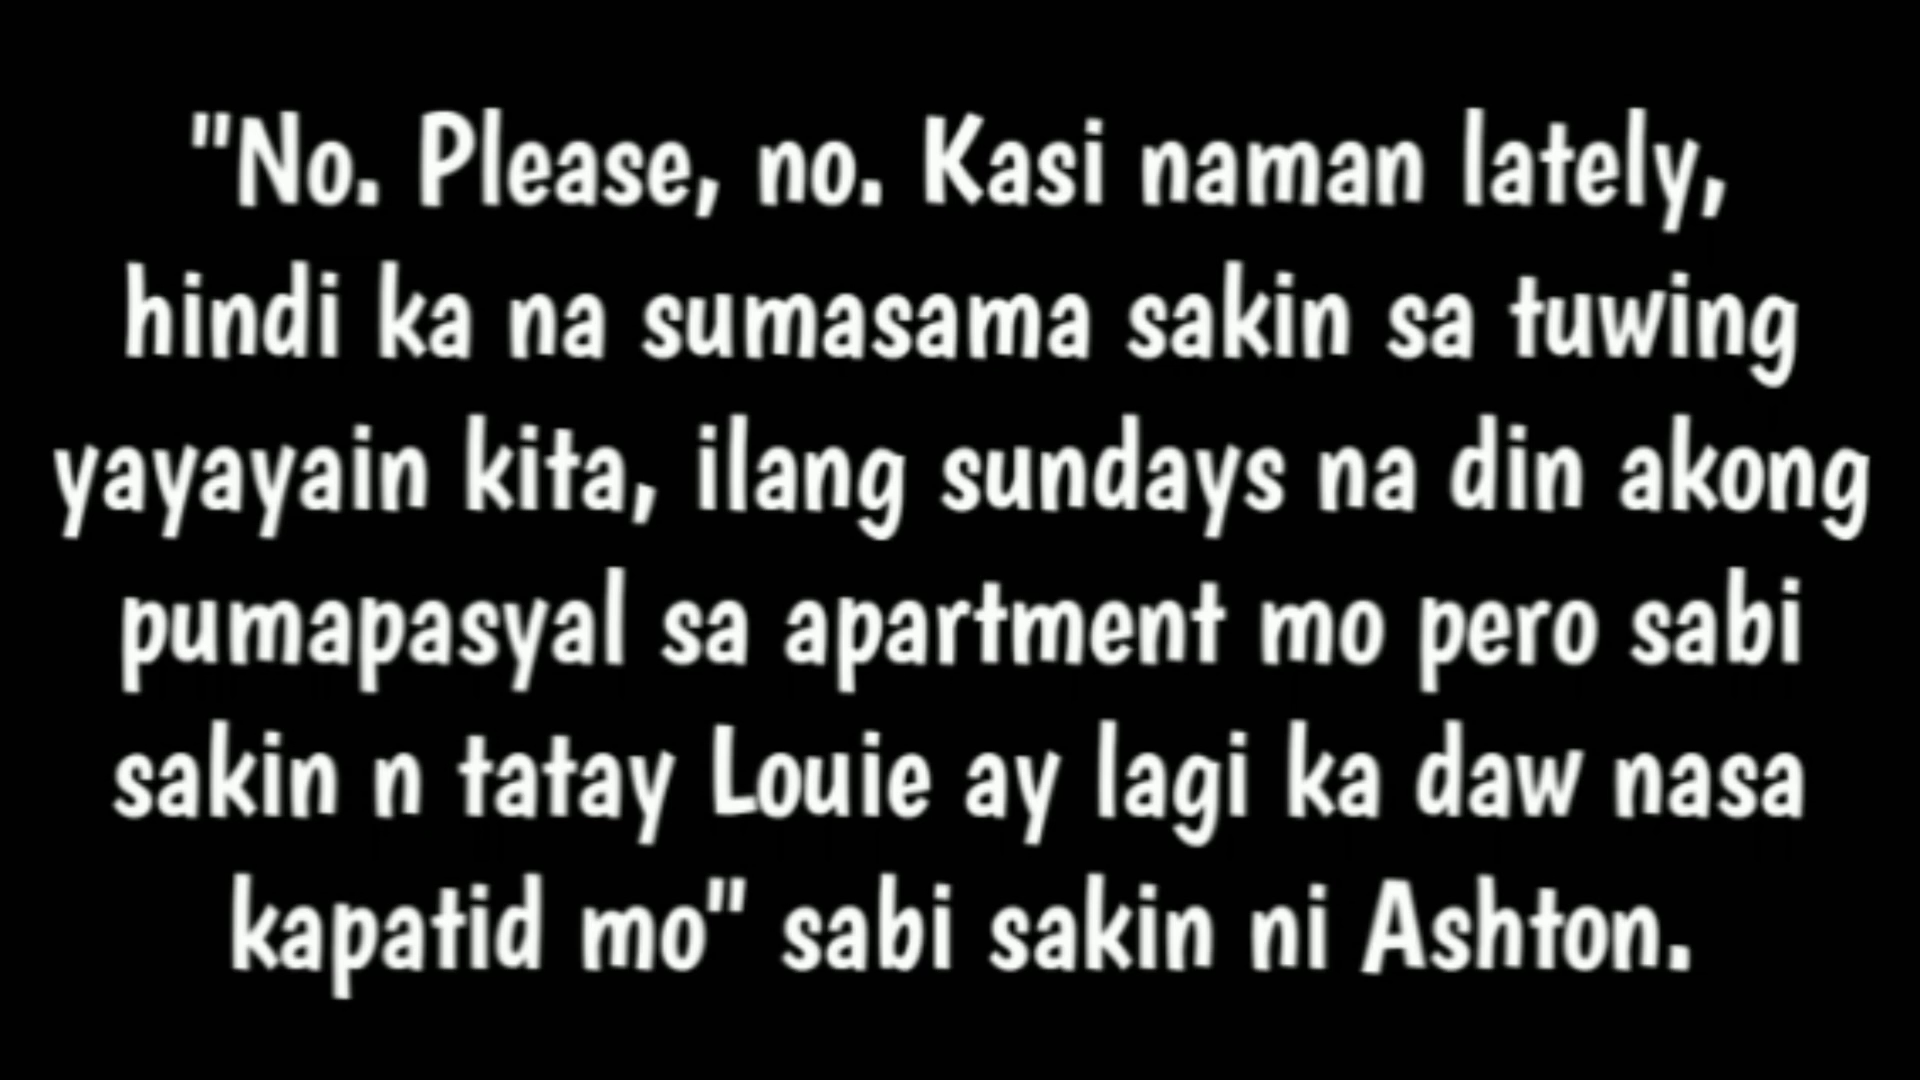 "No. Please, no. Kasi naman lately,
hindi ka na sumasama sakin sa tuwing
yayayain kita, ilang sundays na din akong
pumapasyal sa apartment mo pero sabi
sakin n tatay Louie ay lagi ka daw nasa
kapatid mo" sabi sakin ni Ashton.